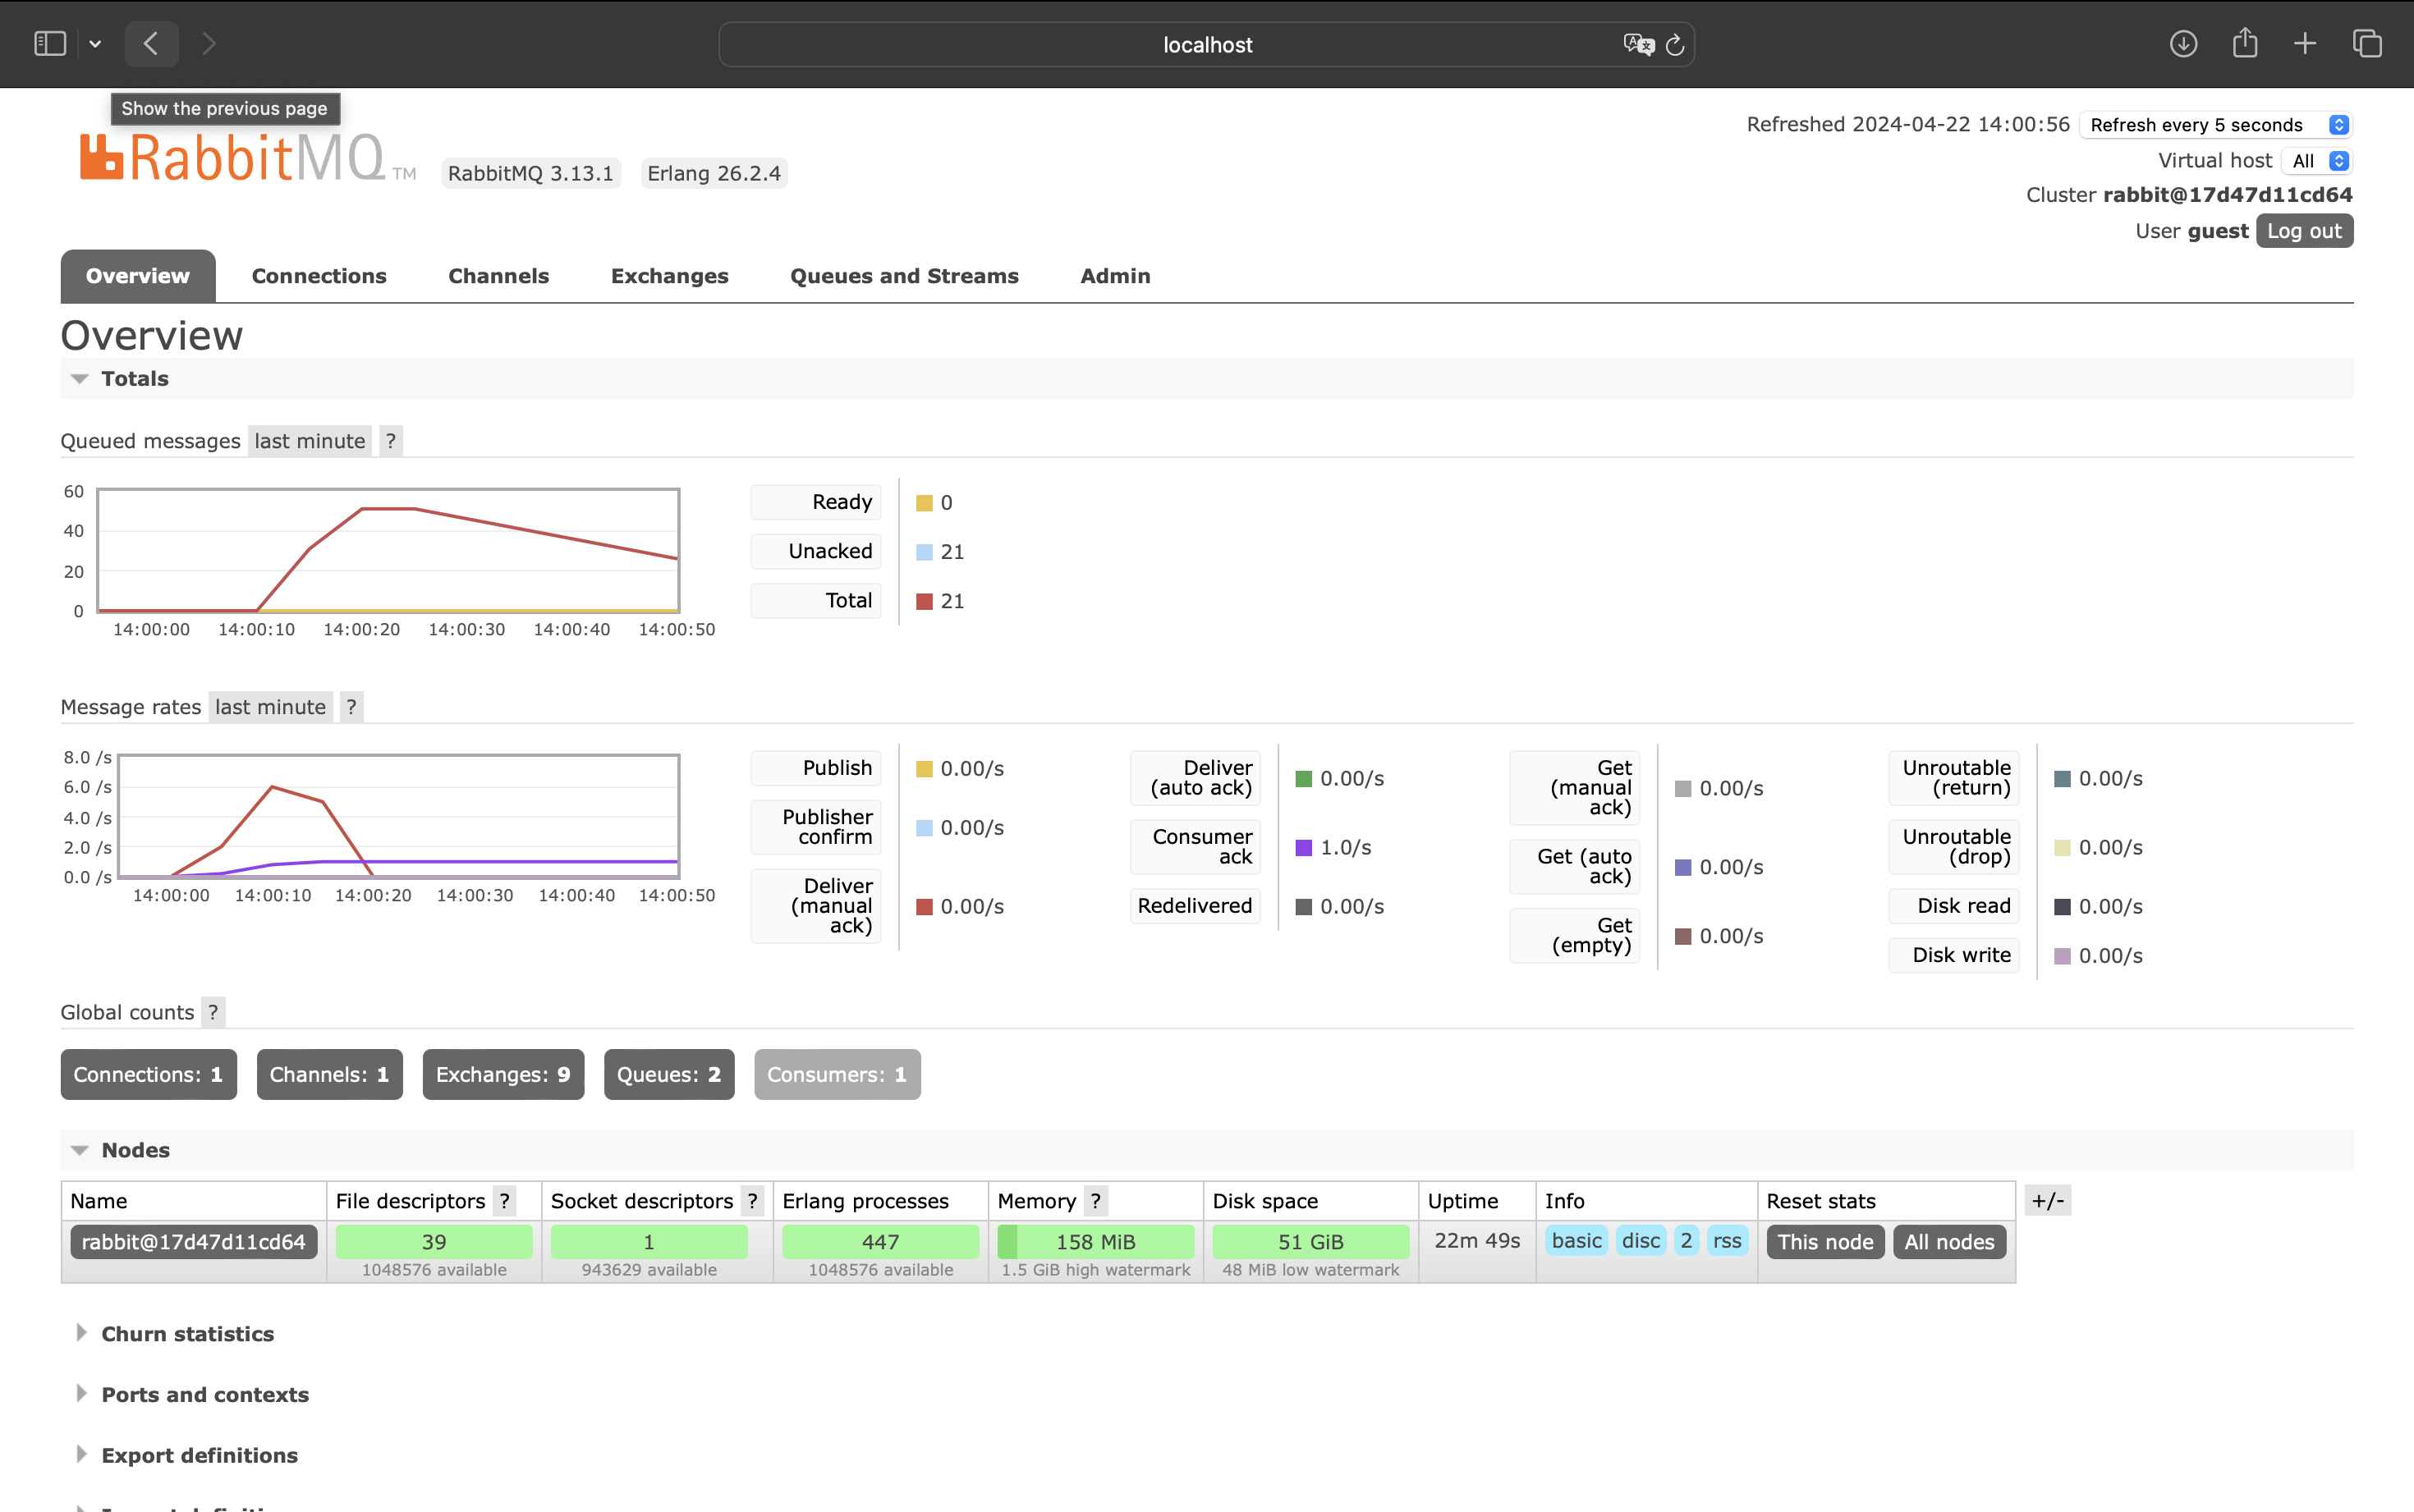 localhost
Show the previous page
RabbitMQ TM RabbitMQ 3.13.1 Erlang 26.2.4
Refreshed 2024-04-22 14:00:56 Refresh every 5 seconds
Virtual host All
Cluster rabbit@17d47d11cd64
User guest Log out
Overview Connections Channels Exchanges Queues and Streams Admin
Overview
Totals
Queued messages last minute ?
60
40
20
0
14:00:00 14:00:10 14:00:20 14:00:30 14:00:40 14:00:50
Ready 0
Unacked 21
Total 21
Message rates last minute ?
8.0 /s
6.0 /s
4.0 /s
2.0 /s
0.0 /s
14:00:00 14:00:10 14:00:20 14:00:30 14:00:40 14:00:50
Publish 0.00/s
Publisher
confirm 0.00/s
Deliver
(manual
ack) 0.00/s
Deliver
(auto ack) 0.00/s
Consumer
ack 1.0/s
Redelivered 0.00/s
Get
(manual
ack) 0.00/s
Get (auto
ack) 0.00/s
Get
(empty) 0.00/s
Unroutable
(return) 0.00/s
Unroutable
(drop) 0.00/s
Disk read 0.00/s
Disk write 0.00/s
Global counts ?
Connections: 1 Channels: 1 Exchanges: 9 Queues: 2 Consumers: 1
Nodes
Name File descriptors ? Socket descriptors ? Erlang processes Memory ? Disk space Uptime Info Reset stats +/-
rabbit@17d47d11cd64 39 1 447 158 MiB 51 GiB 22m 49s basic disc 2 rss This node All nodes
1048576 available 943629 available 1048576 available 1.5 GiB high watermark 48 MiB low watermark
Churn statistics
Ports and contexts
Export definitions